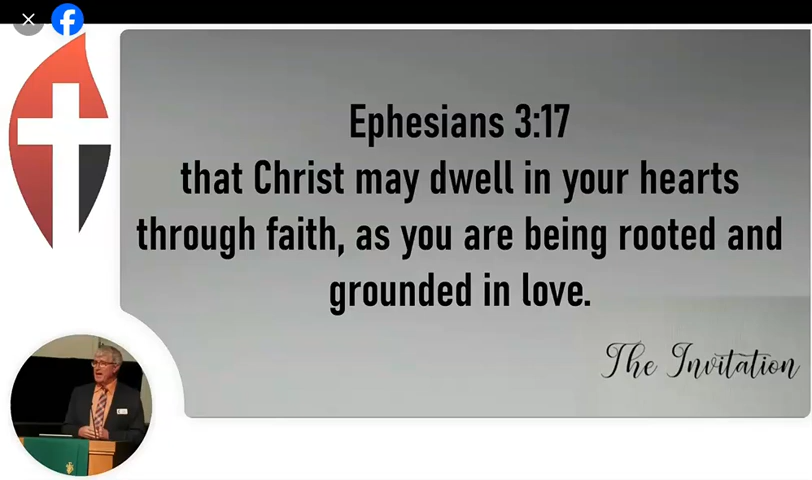 Ephesians 3:17
that Christ may dwell in your hearts
through faith, as you are being rooted and
grounded in love.
The Invitation